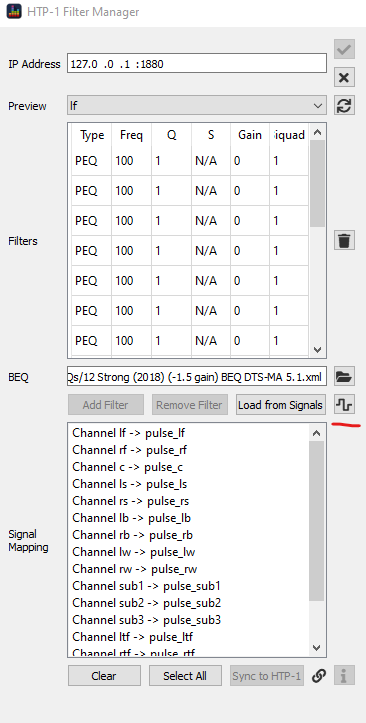 HTP-1 Filter Manager
IP Address 127.0 .0 .1 :1880
Preview lf
Type Freq Q S Gain iquad
PEQ 100 1 N/A 0 1
PEQ 100 1 N/A 0 1
PEQ 100 1 N/A 0 1
PEQ 100 1 N/A 0 1
Filters
PEQ 100 1 N/A 0 1
PEQ 100 1 N/A 0 1
PEQ 100 1 N/A 0 1
BEQ Qs/12 Strong (2018) (-1.5 gain) BEQ DTS-MA 5.1.xml
Add Filter Remove Filter Load from Signals
Channel lf -> pulse_lf
Channel rf -> pulse_rf
Channel c -> pulse_c
Channel ls -> pulse_ls
Channel rs -> pulse_rs
Channel lb -> pulse_lb
Signal Mapping
Channel rb -> pulse_rb
Channel lw -> pulse_lw
Channel rw -> pulse_rw
Channel sub1 -> pulse_sub1
Channel sub2 -> pulse_sub2
Channel sub3 -> pulse_sub3
Channel ltf -> pulse_ltf
Channel rtf -> pulse_rtf
Clear Select All Sync to HTP-1